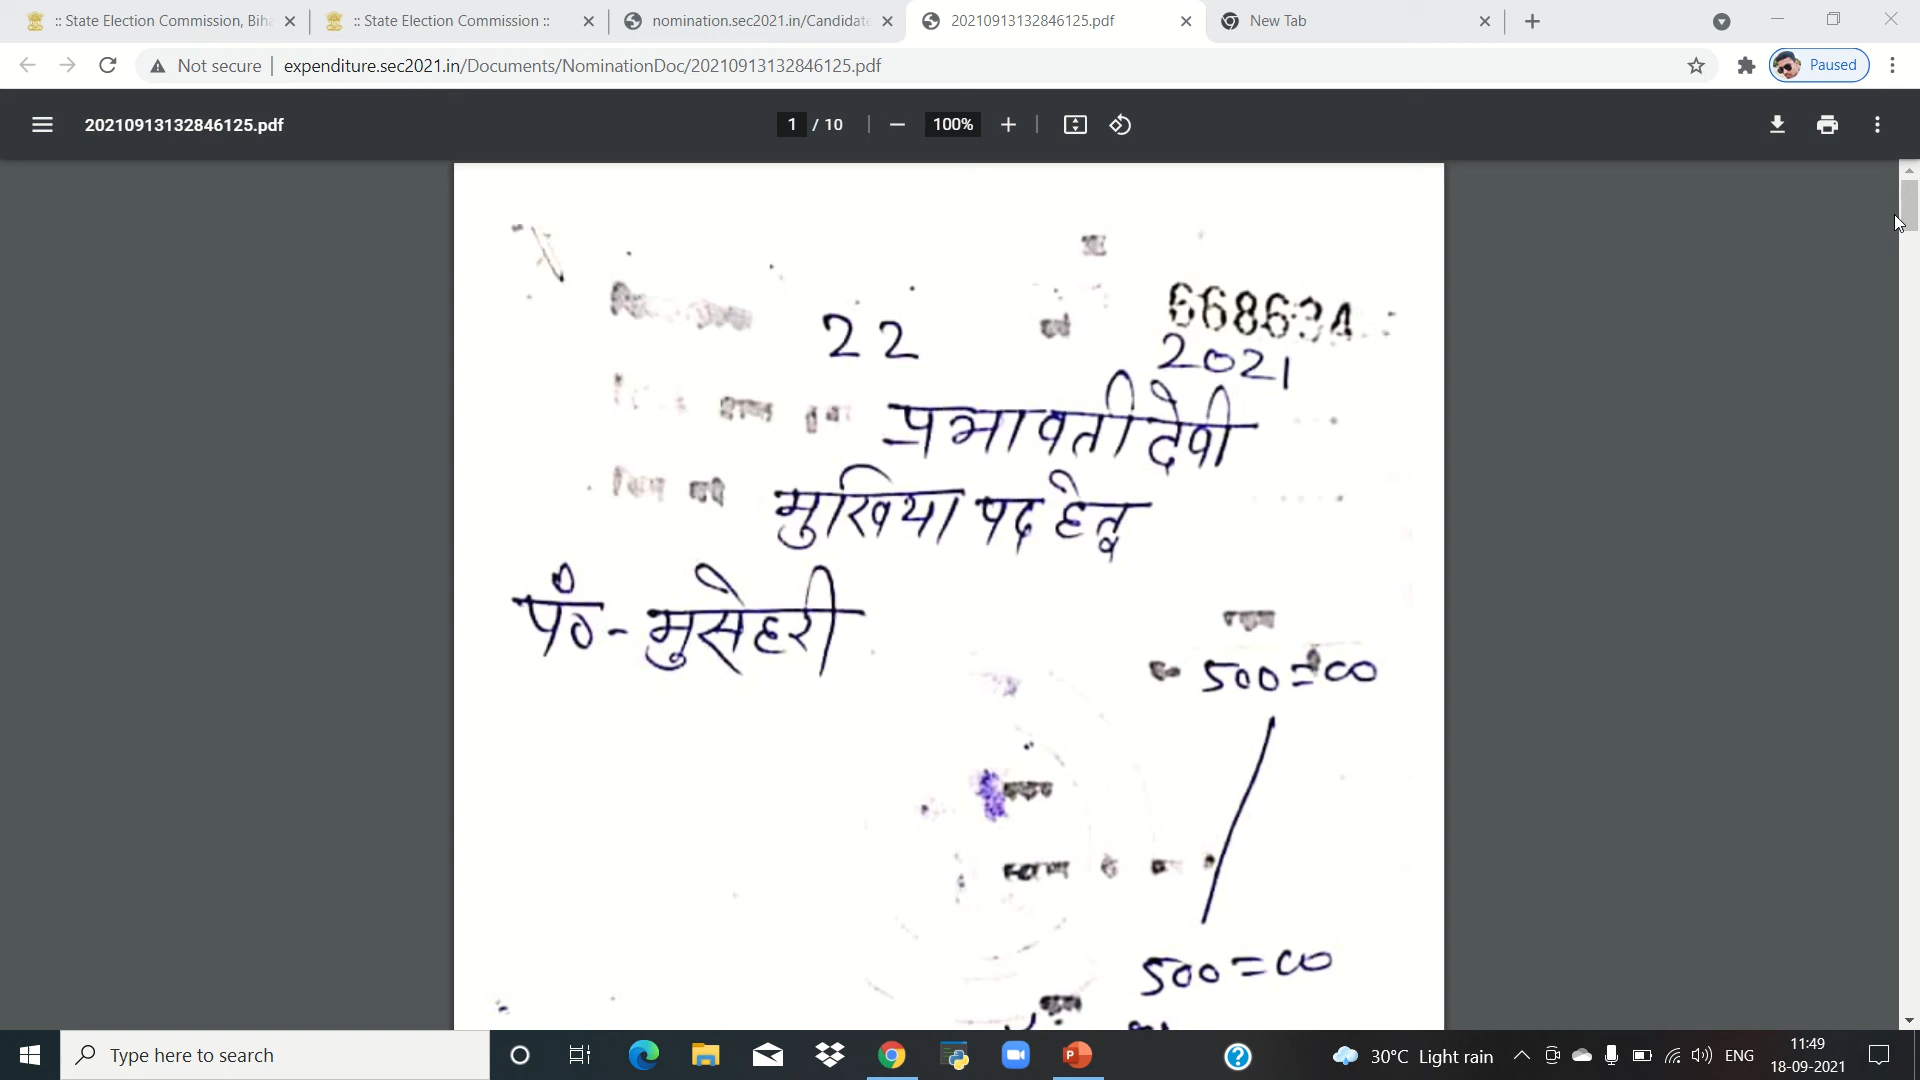 :: State Election Commission, Biha
:: State Election Commission ::
nomination.sec2021.in/Candidate
20210913132846125.pdf
New Tab
Not secure
expenditure.sec2021.in/Documents/NominationDoc/20210913132846125.pdf
Paused
20210913132846125.pdf
1 / 10
100%
22
2021
प्रभावती देवी
मुखिया पद हेतू
पं०-मुसेहरी
500=00
500=00
Type here to search
30°C Light rain
ENG
11:49
18-09-2021